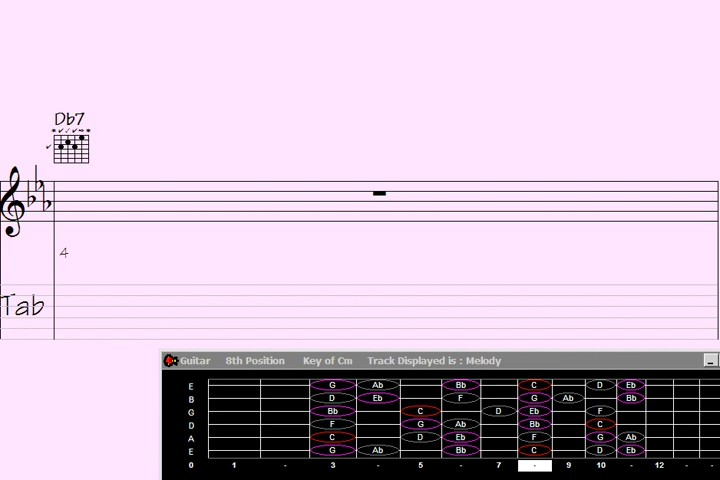 Db7
4
Tab
Guitar 8th Position Key of Cm Track Displayed is : Melody
E G Ab Bb C D Eb
B D Eb F G Ab Bb
G Bb C D Eb F
D F G Ab Bb C
A C D Eb F G Ab
E G Ab Bb C D Eb
0 1 - 3 - 5 - 7 - 9 10 - 12 - -